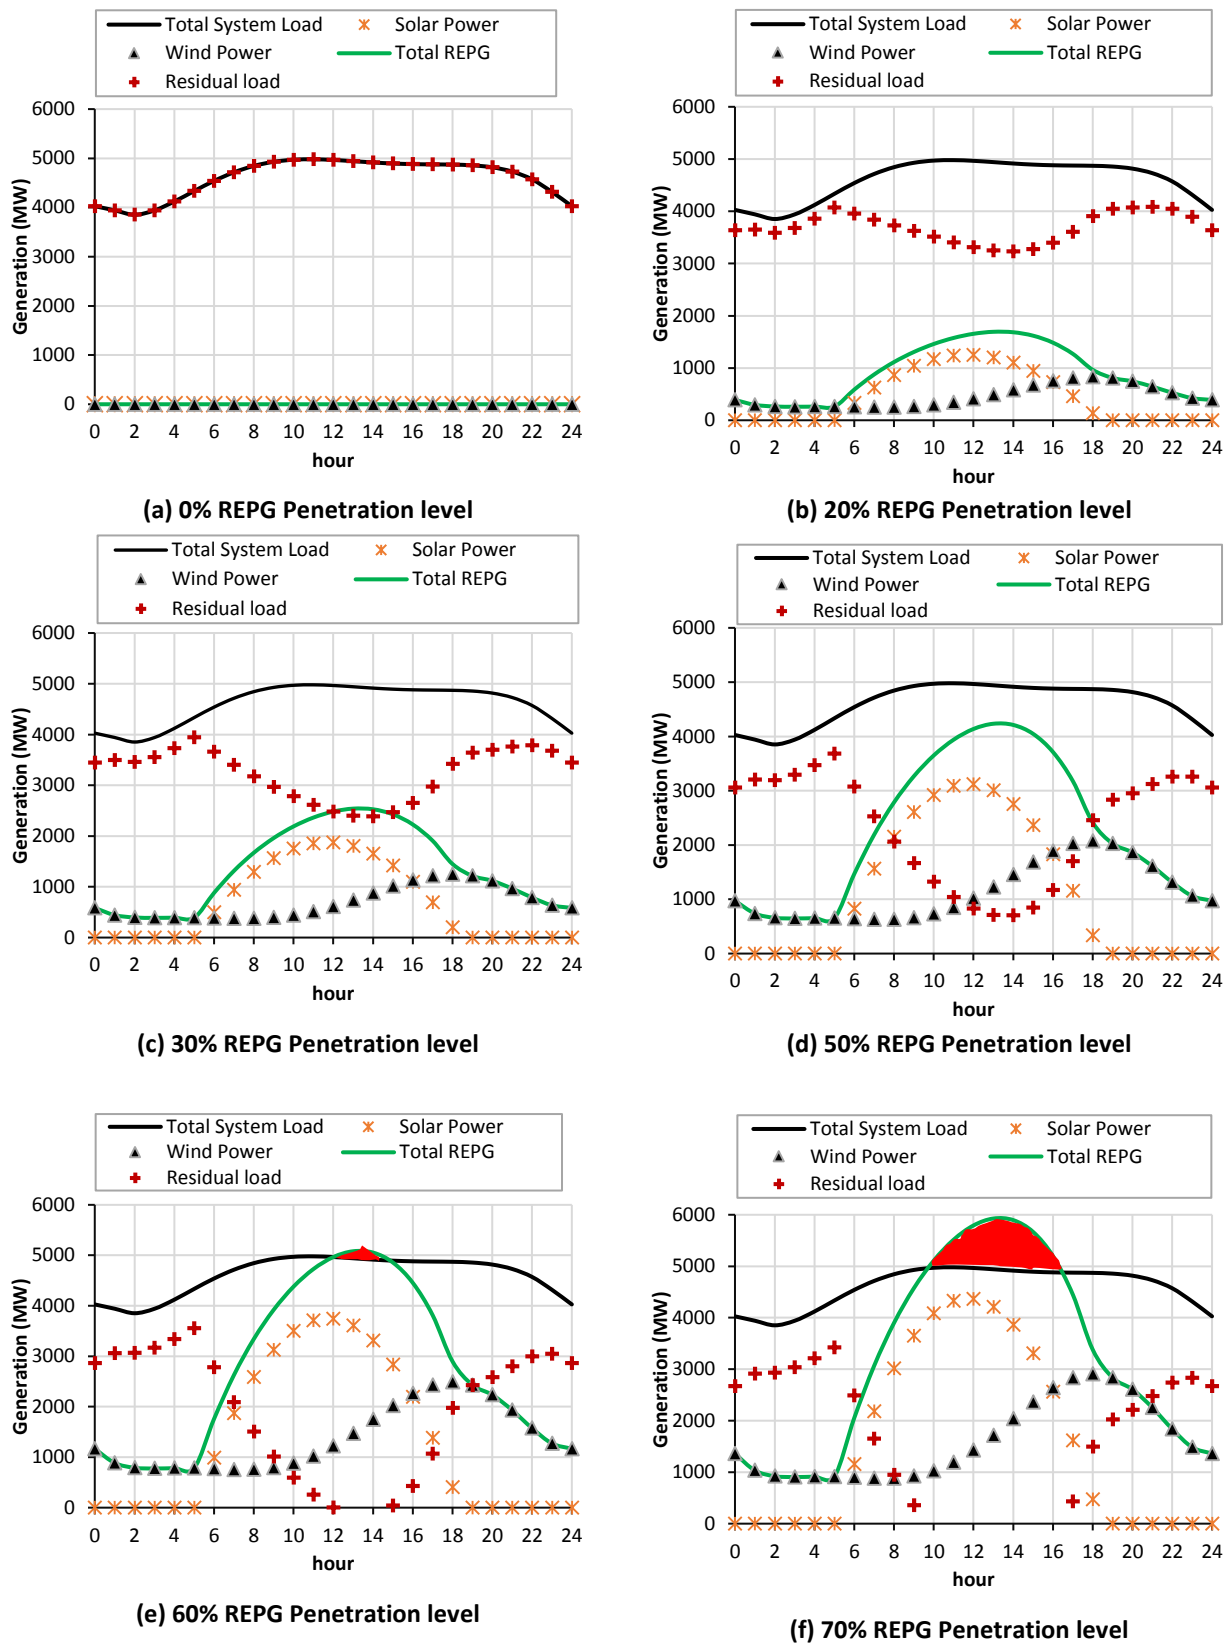 Total System Load Solar Power
Wind Power Total REPG
Residual load
6000
5000
4000
3000
2000
1000
0
Generation (MW)
0 2 4 6 8 10 12 14 16 18 20 22 24
hour
(a) 0% REPG Penetration level
Total System Load Solar Power
Wind Power Total REPG
Residual load
6000
5000
4000
3000
2000
1000
0
Generation (MW)
0 2 4 6 8 10 12 14 16 18 20 22 24
hour
(b) 20% REPG Penetration level
Total System Load Solar Power
Wind Power Total REPG
Residual load
6000
5000
4000
3000
2000
1000
0
Generation (MW)
0 2 4 6 8 10 12 14 16 18 20 22 24
hour
(c) 30% REPG Penetration level
Total System Load Solar Power
Wind Power Total REPG
Residual load
6000
5000
4000
3000
2000
1000
0
Generation (MW)
0 2 4 6 8 10 12 14 16 18 20 22 24
hour
(d) 50% REPG Penetration level
Total System Load Solar Power
Wind Power Total REPG
Residual load
6000
5000
4000
3000
2000
1000
0
Generation (MW)
0 2 4 6 8 10 12 14 16 18 20 22 24
hour
(e) 60% REPG Penetration level
Total System Load Solar Power
Wind Power Total REPG
Residual load
6000
5000
4000
3000
2000
1000
0
Generation (MW)
0 2 4 6 8 10 12 14 16 18 20 22 24
hour
(f) 70% REPG Penetration level